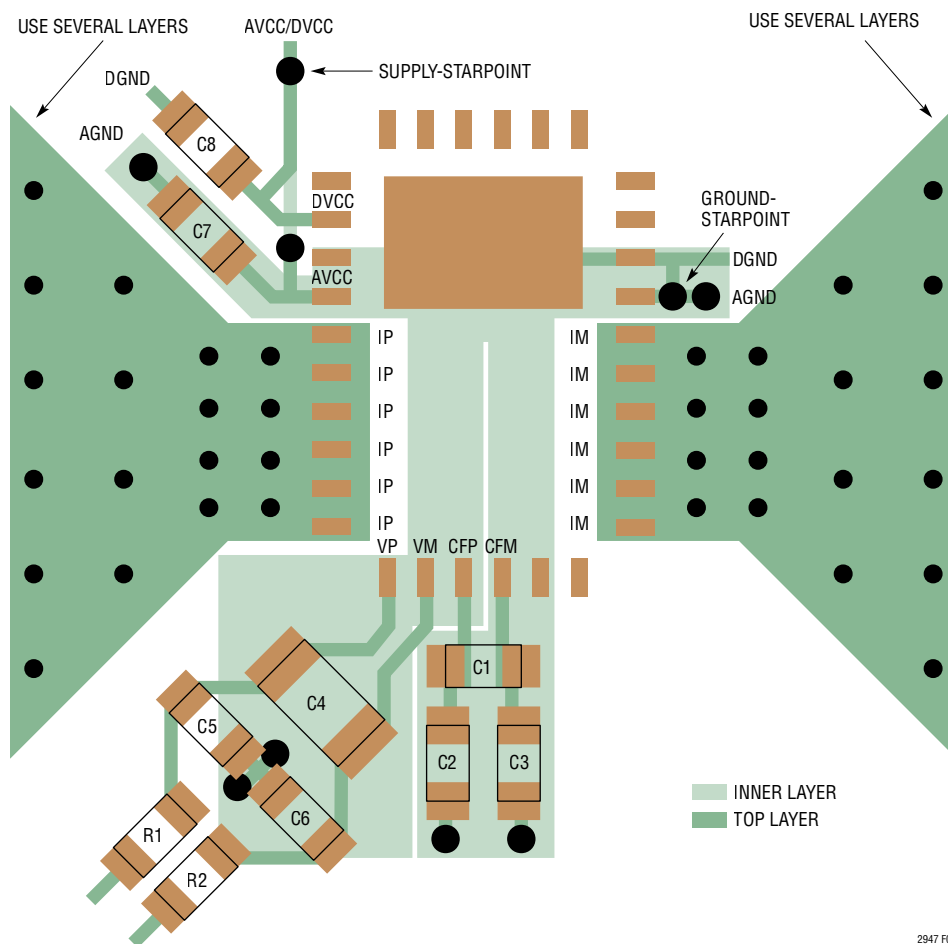 USE SEVERAL LAYERS
AVCC/DVCC
USE SEVERAL LAYERS
SUPPLY-STARPOINT
DGND
AGND
C8
C7
DVCC
AVCC
GROUND-
STARPOINT
DGND
AGND
IP
IM
IP
IM
IP
IM
IP
IM
IP
IM
IP
IM
VP
VM
CFP
CFM
C1
C4
C5
C2
C3
C6
R1
R2
INNER LAYER
TOP LAYER
2947